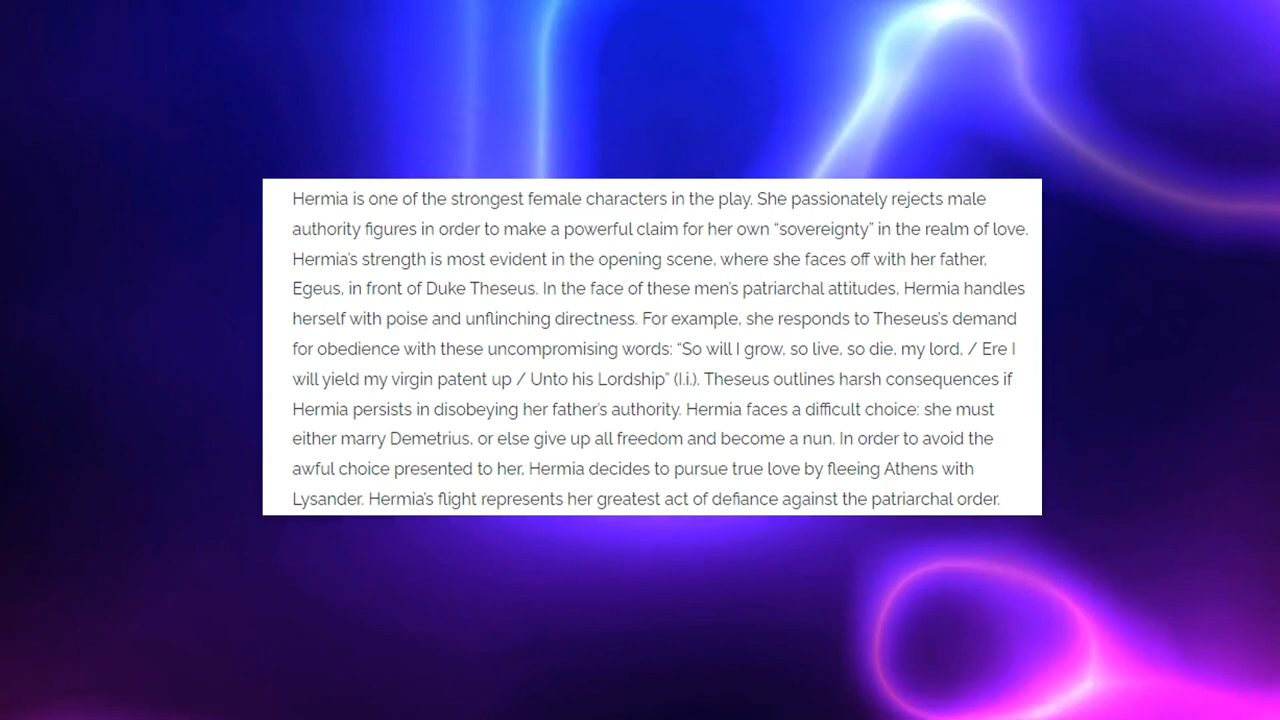 Hermia is one of the strongest female characters in the play. She passionately rejects male
authority figures in order to make a powerful claim for her own “sovereignty” in the realm of love.
Hermia’s strength is most evident in the opening scene, where she faces off with her father,
Egeus, in front of Duke Theseus. In the face of these men’s patriarchal attitudes, Hermia handles
herself with poise and unflinching directness. For example, she responds to Theseus’s demand
for obedience with these uncompromising words: “So will I grow, so live, so die, my lord, / Ere I
will yield my virgin patent up / Unto his Lordship” (I.i.). Theseus outlines harsh consequences if
Hermia persists in disobeying her father’s authority. Hermia faces a difficult choice: she must
either marry Demetrius, or else give up all freedom and become a nun. In order to avoid the
awful choice presented to her, Hermia decides to pursue true love by fleeing Athens with
Lysander. Hermia’s flight represents her greatest act of defiance against the patriarchal order.